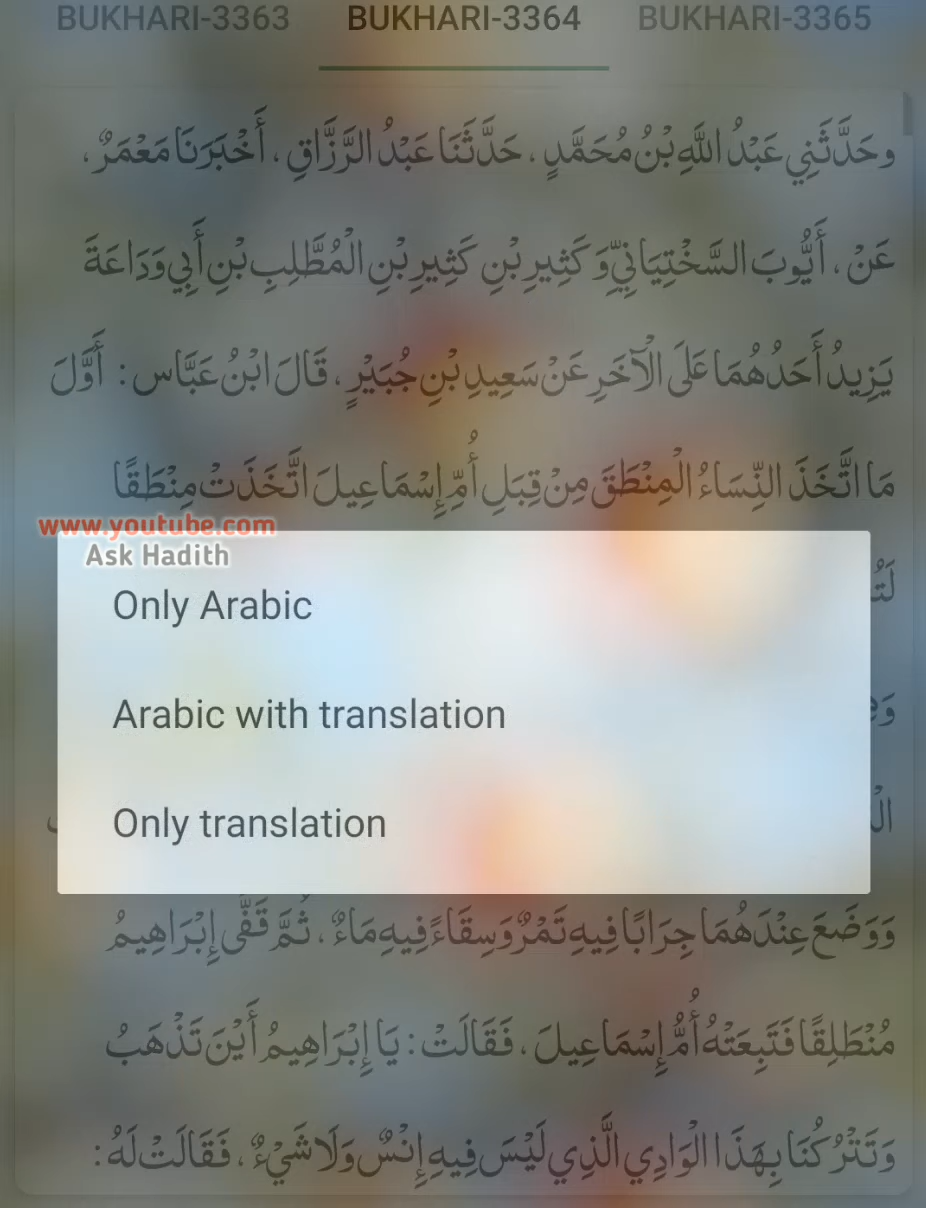 BUKHARI-3363 BUKHARI-3364 BUKHARI-3365
وحَدَّثَنِي عَبْدُ اللَّهِ بْنُ مُحَمَّدٍ ، حَدَّثَنَا عَبْدُ الرَّزَّاقِ ، أَخْبَرَنَا مَعْمَرٌ ،
عَنْ ، أَيُّوبَ السَّخْتِيَانِيِّ وَ كَثِيرِ بْنِ كَثِيرِ بْنِ الْمُطَّلِبِ بْنِ أَبِي وَدَاعَةَ
يَزِيدُ أَحَدُهُمَا عَلَى الْآخَرِ عَنْ سَعِيدِ بْنِ جُبَيْرٍ ، قَالَ ابْنُ عَبَّاس : أَوَّلَ
مَا اتَّخَذَ النِّسَاءُ الْمِنْطَقَ مِنْ قِبَلِ أُمِّ إِسْمَاعِيلَ اتَّخَذَتْ مِنْطَقًا
www.youtube.com
Ask Hadith
Only Arabic
Arabic with translation
Only translation
وَوَضَعَ عِنْدَهُمَا جِرَابًا فِيهِ تَمْرٌ وَسِقَاءً فِيهِ مَاءٌ ، ثُمَّ قَفَّى إِبْرَاهِيمُ
مُنْطَلِقًا فَتَبِعَتْهُ أُمُّ إِسْمَاعِيلَ ، فَقَالَتْ : يَا إِبْرَاهِيمُ أَيْنَ تَذْهَبُ
وَتَتْرُكُنَا بِهَذَا الْوَادِي الَّذِي لَيْسَ فِيهِ إِنْسٌ وَلَا شَيْءٌ ، فَقَالَتْ لَهُ :